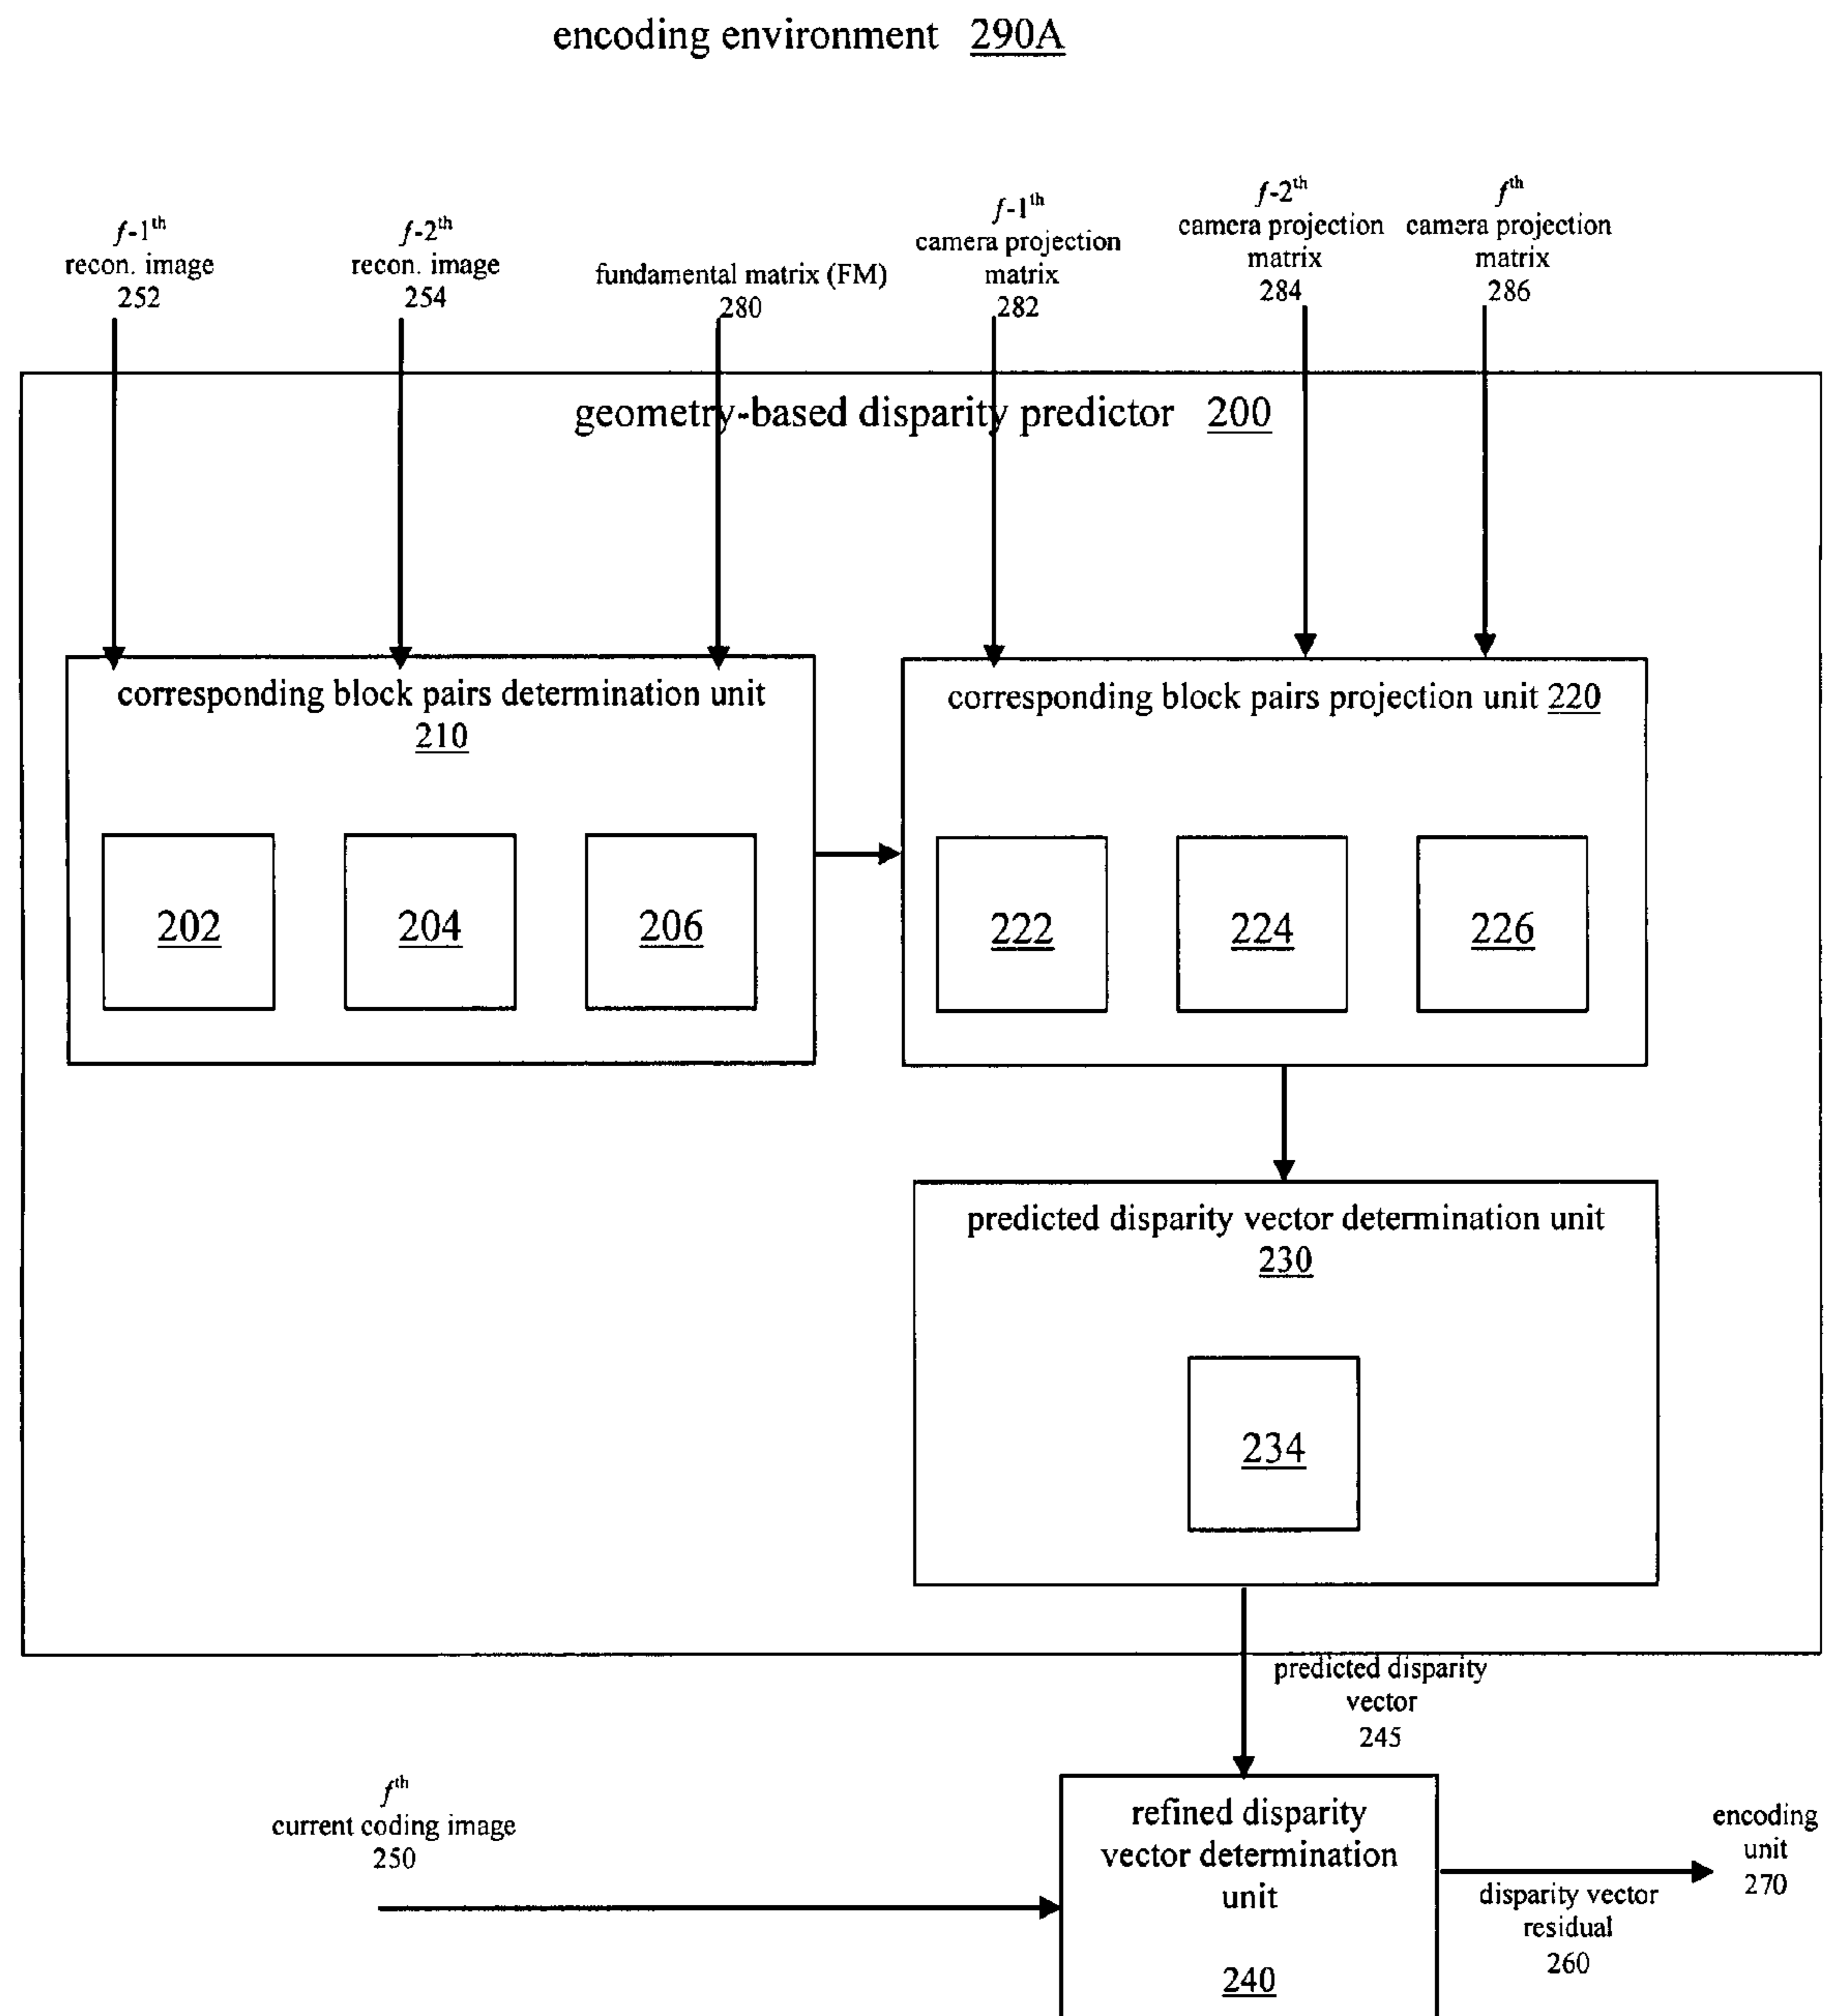 encoding environment 290A
f-1th
recon. image
252
f-2th
recon. image
254
fundamental matrix (FM)
280
f-1th
camera projection
matrix
282
f-2th
camera projection
matrix
284
fth
camera projection
matrix
286
geometry-based disparity predictor 200
corresponding block pairs determination unit
210
202
204
206
corresponding block pairs projection unit 220
222
224
226
predicted disparity vector determination unit
230
234
predicted disparity
vector
245
fth
current coding image
250
refined disparity
vector determination
unit
240
encoding
unit
270
disparity vector
residual
260